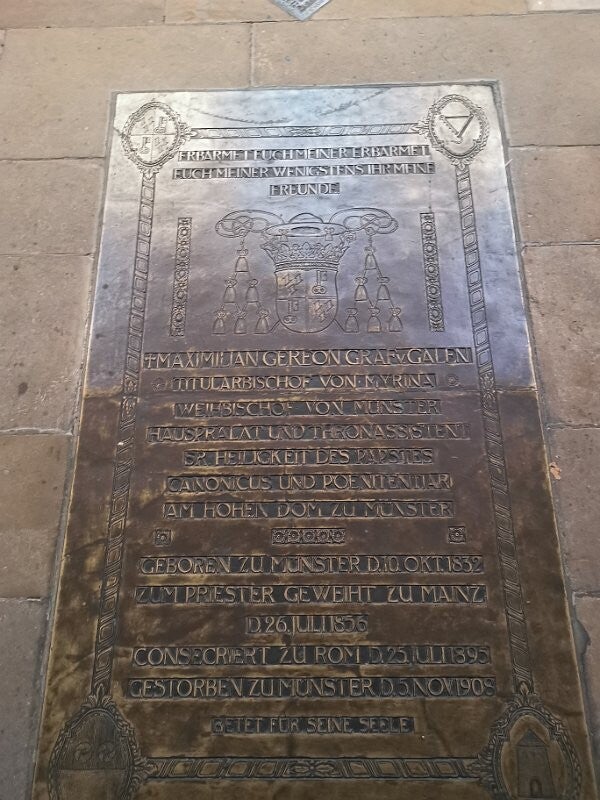 ERBARMET EUCH MEINER ERBARMET
EUCH MEINER WENIGSTENS IHR MEINE
FREUNDE
†MAXIMILIAN GEREON GRAF v. GALEN
TITULARBISCHOF VON MYRINA
WEIHBISCHOF VON MÜNSTER
HAUSPRÄLAT UND THRONASSISTENT
SR. HEILIGKEIT DES PAPSTES
CANONICUS UND POENITENTIAR
AM HOHEN DOM ZU MÜNSTER
GEBOREN ZU MÜNSTER D. 10. OKT. 1832
ZUM PRIESTER GEWEIHT ZU MAINZ
D. 26. JULI 1856
CONSECRIERT ZU ROM D. 25. JULI 1895
GESTORBEN ZU MÜNSTER D. 5. NOV. 1908
BETET FÜR SEINE SEELE